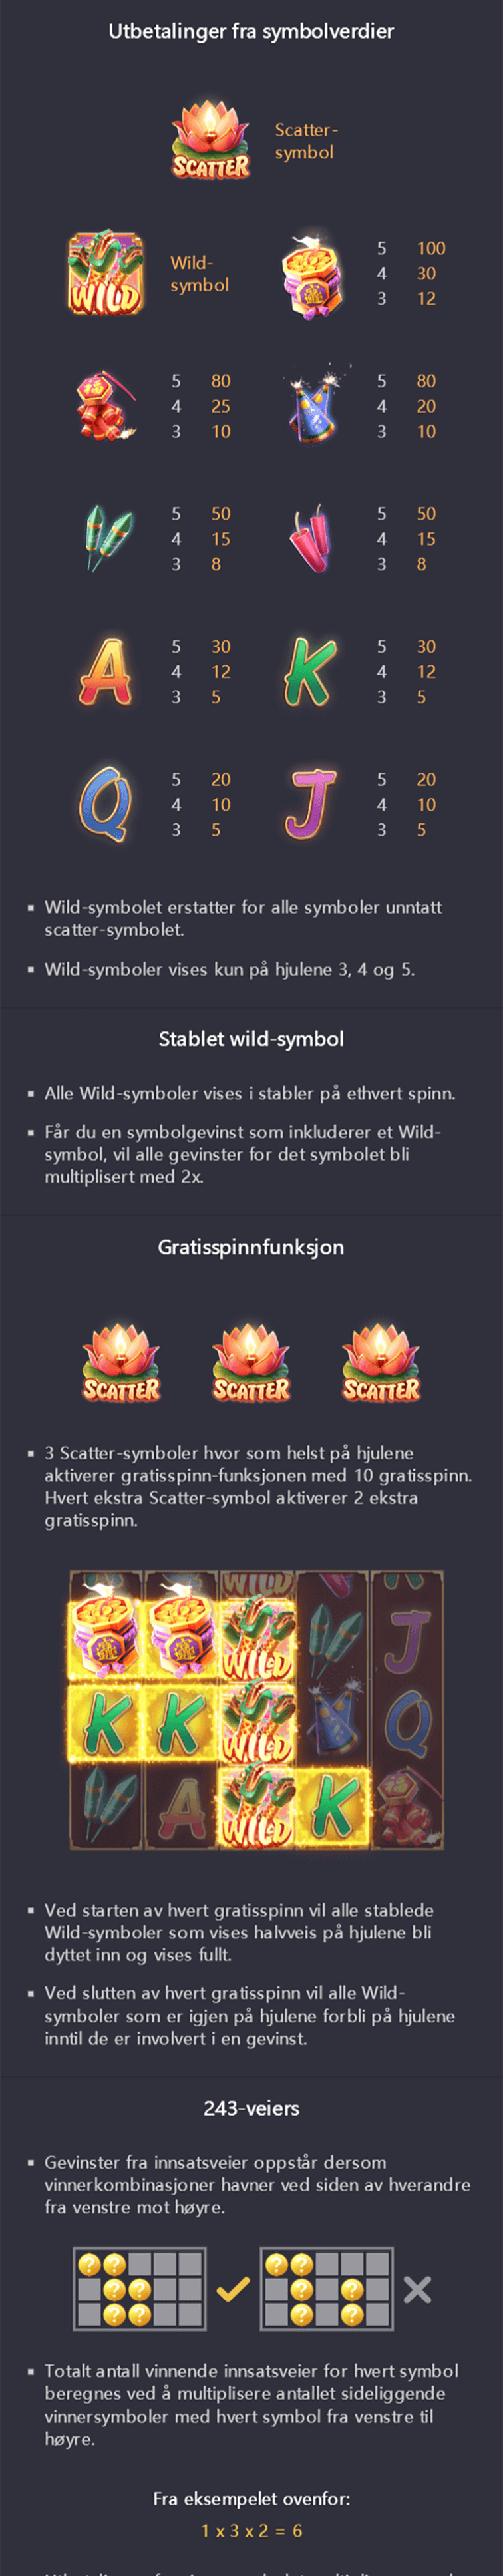 Utbetalinger fra symbolverdier
SCATTER
Scatter-
symbol
WILD
Wild-
symbol
5 100
4 30
3 12
5 80
4 25
3 10
5 80
4 20
3 10
5 50
4 15
3 8
5 50
4 15
3 8
A
5 30
4 12
3 5
K
5 30
4 12
3 5
Q
5 20
4 10
3 5
J
5 20
4 10
3 5
▪ Wild-symbolet erstatter for alle symboler unntatt
scatter-symbolet.
▪ Wild-symboler vises kun på hjulene 3, 4 og 5.
Stablet wild-symbol
▪ Alle Wild-symboler vises i stabler på ethvert spinn.
▪ Får du en symbolgevinst som inkluderer et Wild-
symbol, vil alle gevinster for det symbolet bli
multiplisert med 2x.
Gratisspinnfunksjon
SCATTER SCATTER SCATTER
▪ 3 Scatter-symboler hvor som helst på hjulene
aktiverer gratisspinn-funksjonen med 10 gratisspinn.
Hvert ekstra Scatter-symbol aktiverer 2 ekstra
gratisspinn.
WILD
WILD J
K K WILD Q
A WILD K
▪ Ved starten av hvert gratisspinn vil alle stablede
Wild-symboler som vises halvveis på hjulene bli
dyttet inn og vises fullt.
▪ Ved slutten av hvert gratisspinn vil alle Wild-
symboler som er igjen på hjulene forbli på hjulene
inntil de er involvert i en gevinst.
243-veiers
▪ Gevinster fra innsatsveier oppstår dersom
vinnerkombinasjoner havner ved siden av hverandre
fra venstre mot høyre.
? ? ? ?
? ? ? ?
? ? ? ?
▪ Totalt antall vinnende innsatsveier for hvert symbol
beregnes ved å multiplisere antallet sideliggende
vinnersymboler med hvert symbol fra venstre til
høyre.
Fra eksempelet ovenfor:
1 x 3 x 2 = 6